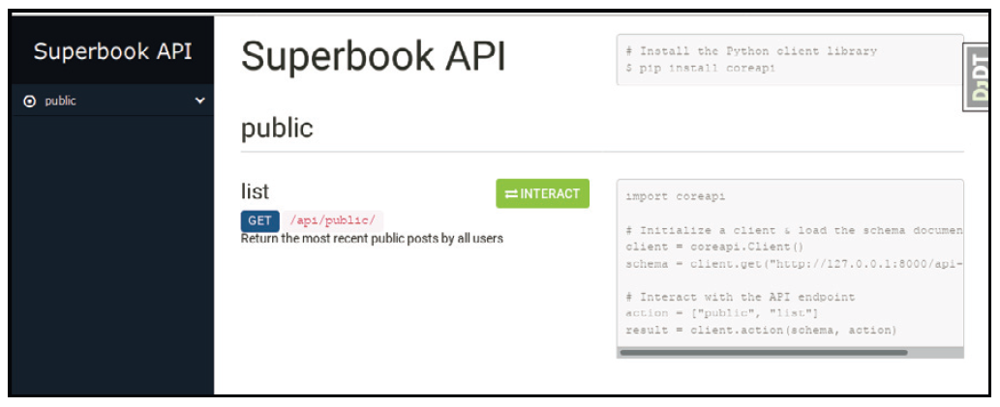 Superbook API
public
Superbook API
# Install the Python client library
$ pip install coreapi
DjDT
public
list
INTERACT
GET /api/public/
Return the most recent public posts by all users
import coreapi
# Initialize a client & load the schema documen
client = coreapi.Client()
schema = client.get("http://127.0.0.1:8000/api-
# Interact with the API endpoint
action = ["public", "list"]
result = client.action(schema, action)